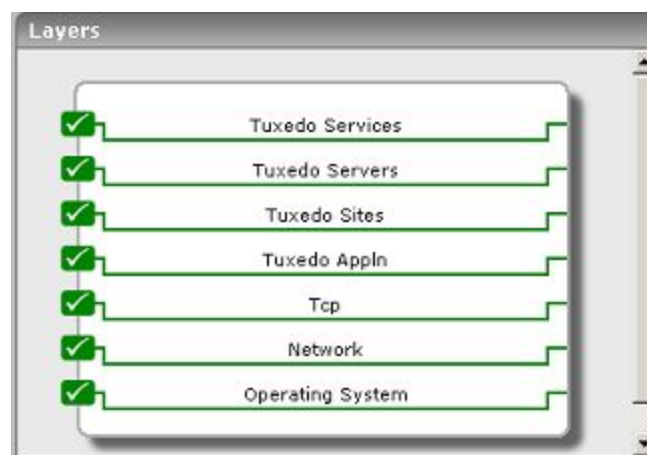 Layers
Tuxedo Services
Tuxedo Servers
Tuxedo Sites
Tuxedo Appln
Tcp
Network
Operating System